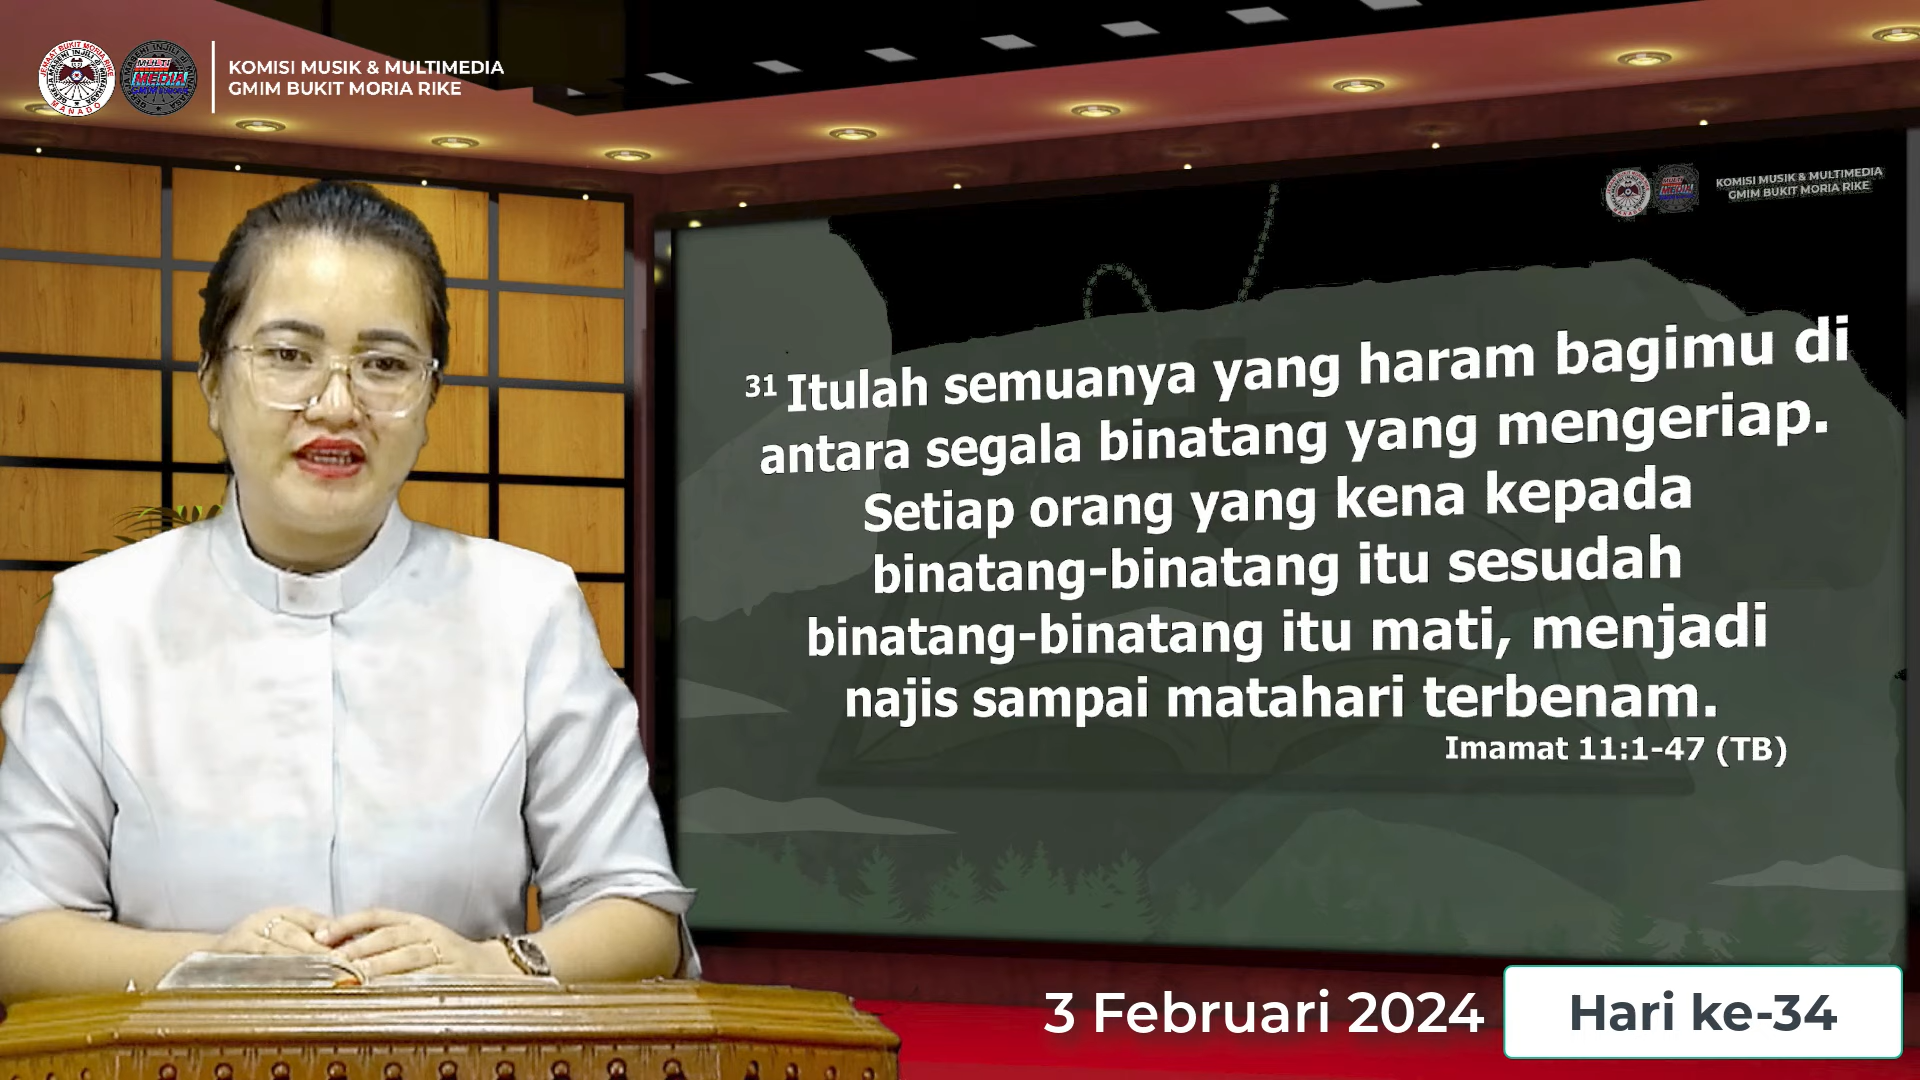 KOMISI MUSIK & MULTIMEDIA
GMIM BUKIT MORIA RIKE
KOMISI MUSIK & MULTIMEDIA
GMIM BUKIT MORIA RIKE
31 Itulah semuanya yang haram bagimu di
antara segala binatang yang mengeriap.
Setiap orang yang kena kepada
binatang-binatang itu sesudah
binatang-binatang itu mati, menjadi
najis sampai matahari terbenam.
Imamat 11:1-47 (TB)
3 Februari 2024
Hari ke-34